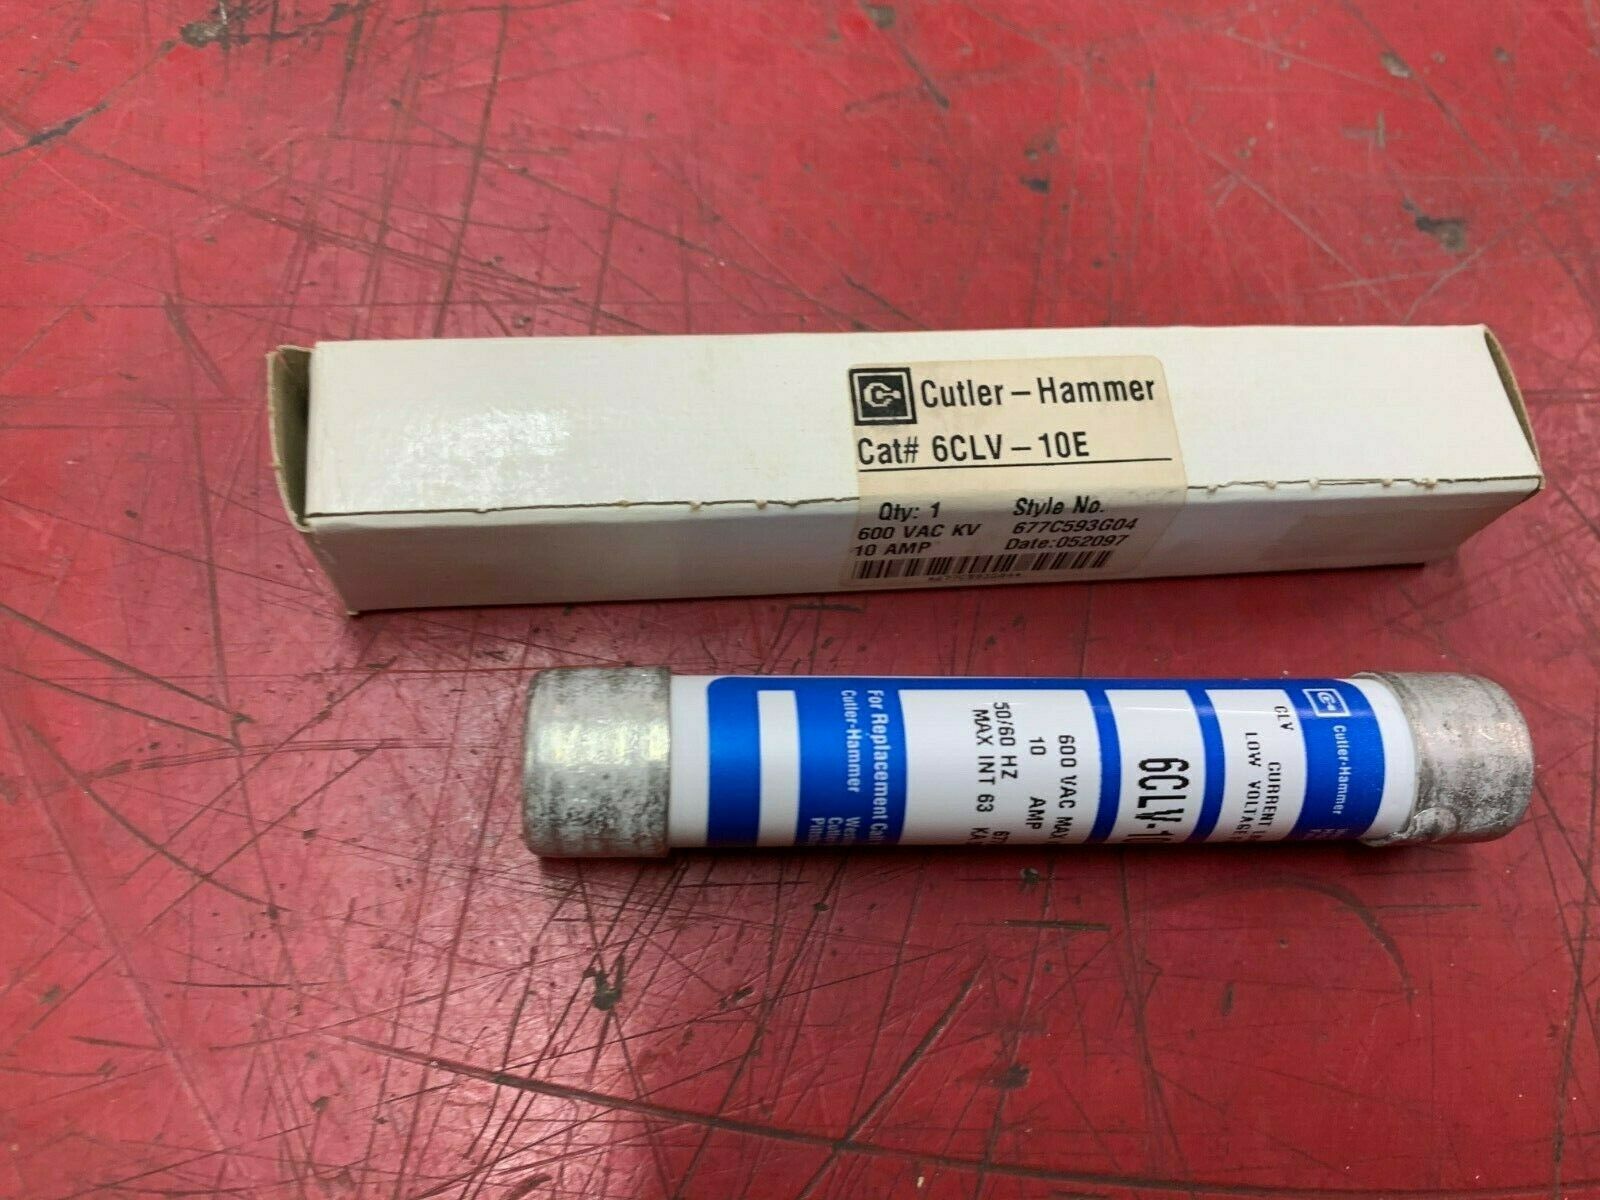 Cutler-Hammer
Cat# 6CLV-10E
Qty: 1 Style No.
600 VAC KV 677C593G04
10 AMP Date:052097
*677C593G04*
Cutler-Hammer
CLV CURRENT
LOW VOLTAGE
6CLV-1
600 VAC MAX
10 AMP
50/60 HZ
MAX INT 63
For Replacement
Cutler-Hammer